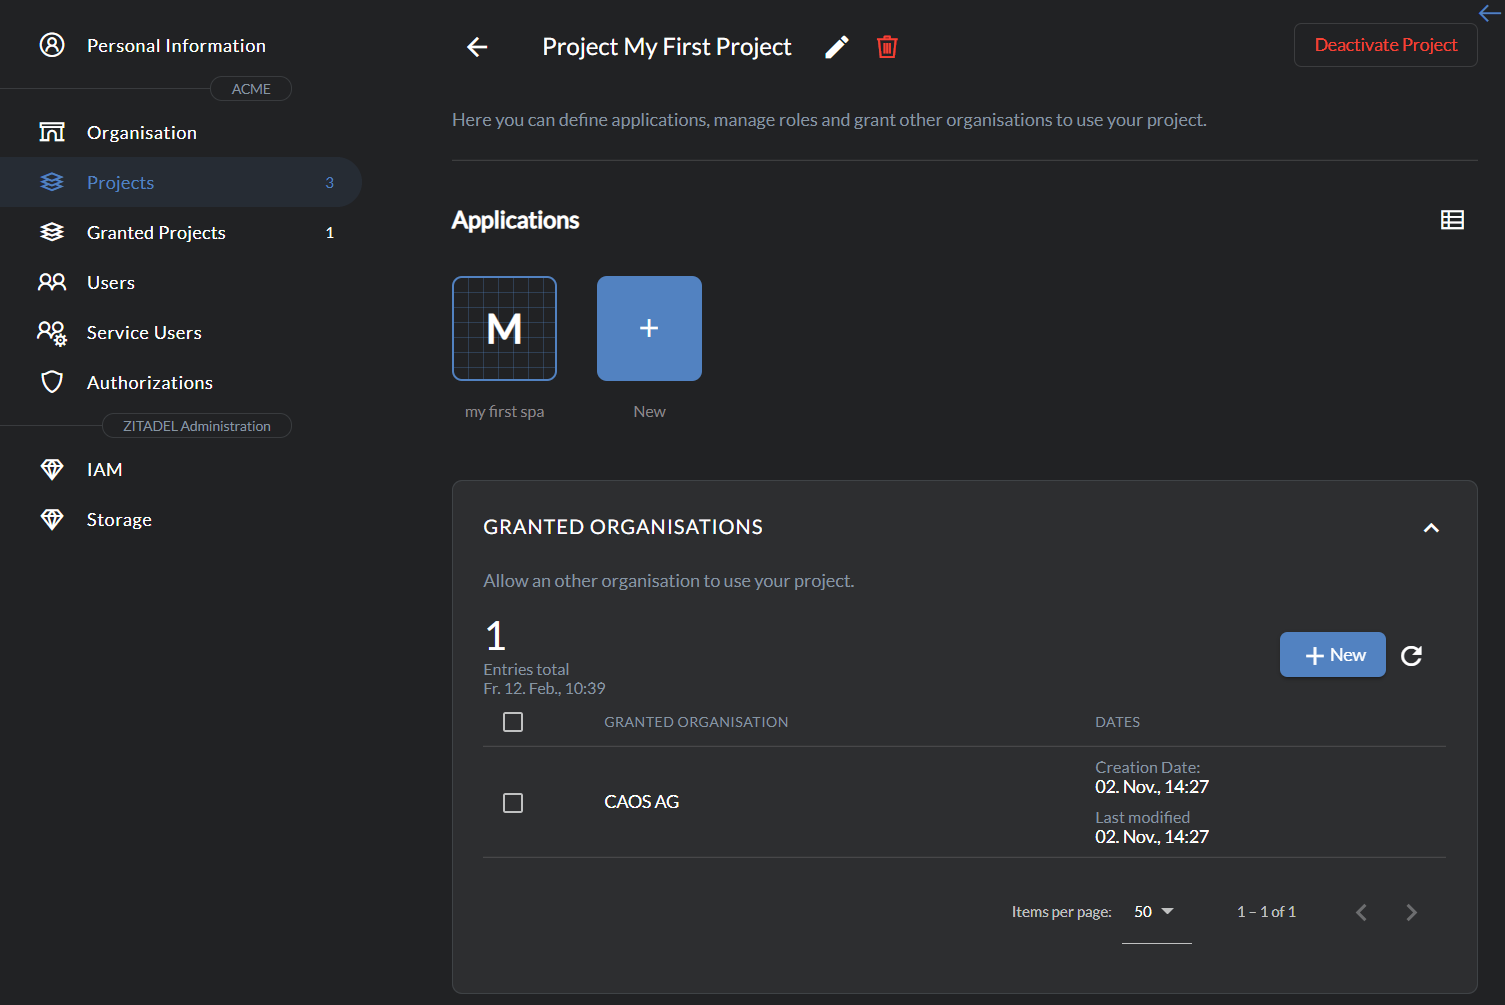 Personal Information
ACME
Organisation
Projects 3
Granted Projects 1
Users
Service Users
Authorizations
ZITADEL Administration
IAM
Storage
Project My First Project
Deactivate Project
Here you can define applications, manage roles and grant other organisations to use your project.
Applications
M
+
my first spa
New
GRANTED ORGANISATIONS
Allow an other organisation to use your project.
1
Entries total
Fr. 12. Feb., 10:39
+ New
GRANTED ORGANISATION DATES
CAOS AG
Creation Date:
02. Nov., 14:27
Last modified
02. Nov., 14:27
Items per page: 50 1 – 1 of 1